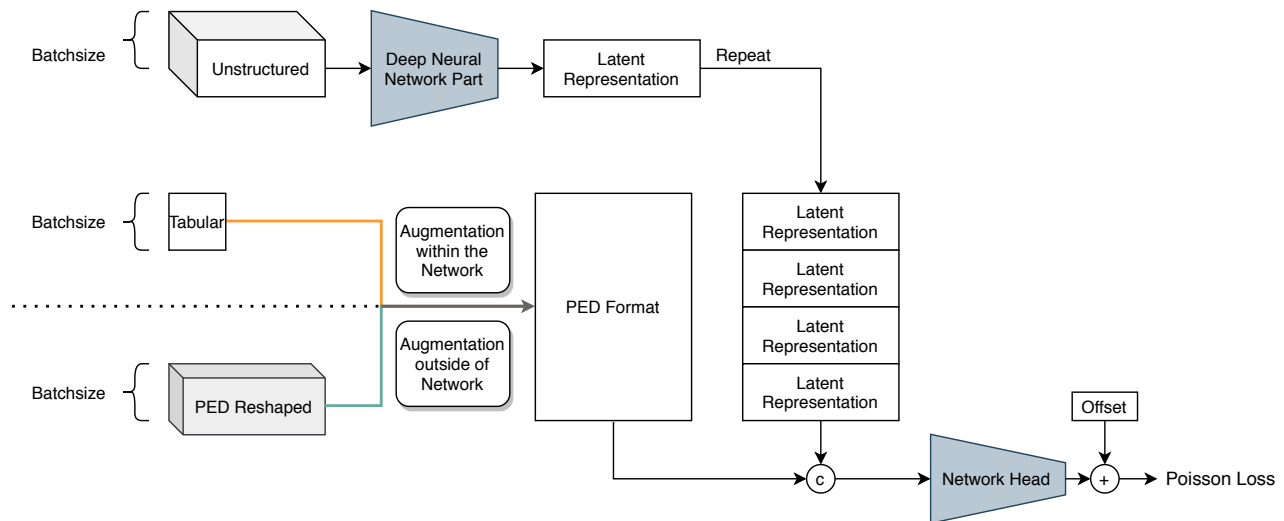 Batchsize
Unstructured
Deep Neural
Network Part
Latent
Representation
Repeat
Batchsize
Tabular
Augmentation
within the
Network
PED Format
Latent
Representation
Latent
Representation
Latent
Representation
Latent
Representation
Batchsize
PED Reshaped
Augmentation
outside of
Network
Offset
c
Network Head
+
Poisson Loss